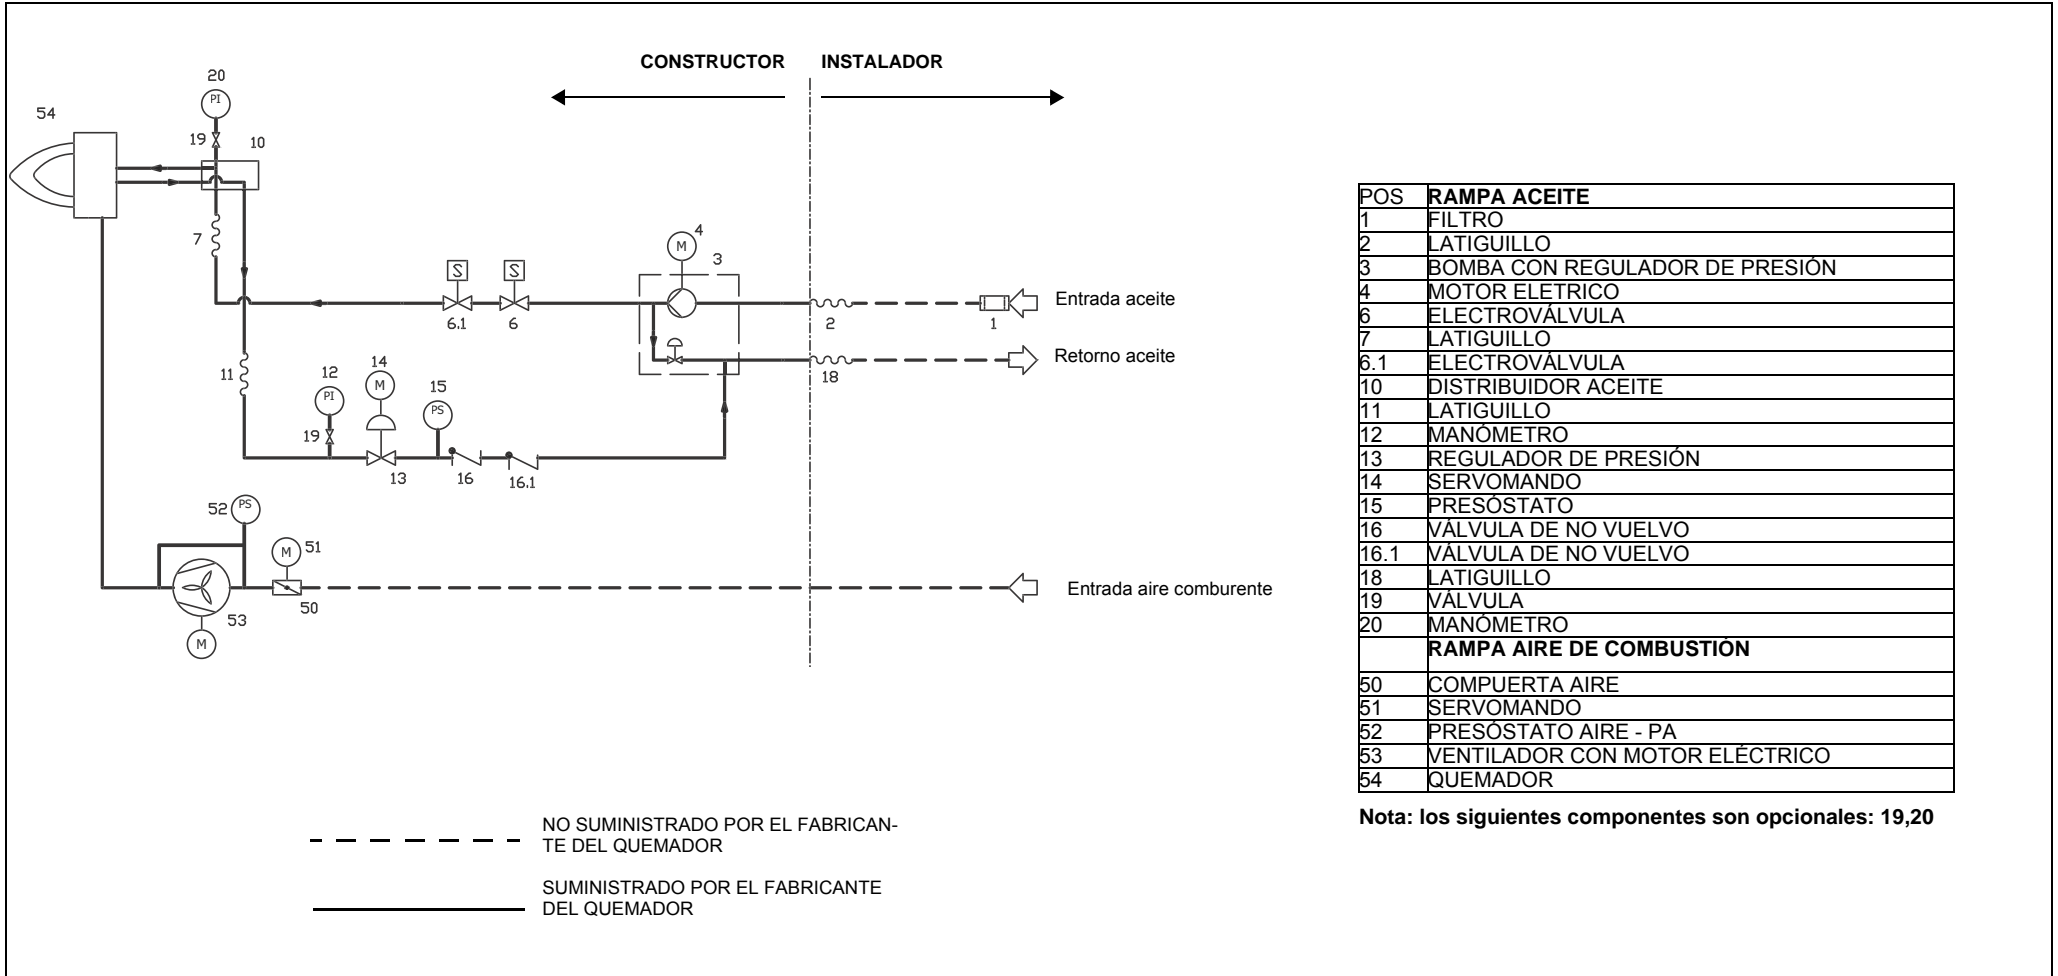 CONSTRUCTOR INSTALADOR
20
PI
54
19
10
7
4
M
3
S S
6.1 6
2
1
Entrada aceite
Retorno aceite
18
11
14
12
M
15
PI
PS
19
13
16
16.1
52
PS
M
51
50
53
M
Entrada aire comburente
NO SUMINISTRADO POR EL FABRICAN-
TE DEL QUEMADOR
SUMINISTRADO POR EL FABRICANTE
DEL QUEMADOR
POS RAMPA ACEITE
1 FILTRO
2 LATIGUILLO
3 BOMBA CON REGULADOR DE PRESIÓN
4 MOTOR ELETRICO
6 ELECTROVÁLVULA
7 LATIGUILLO
6.1 ELECTROVÁLVULA
10 DISTRIBUIDOR ACEITE
11 LATIGUILLO
12 MANÓMETRO
13 REGULADOR DE PRESIÓN
14 SERVOMANDO
15 PRESÓSTATO
16 VÁLVULA DE NO VUELVO
16.1 VÁLVULA DE NO VUELVO
18 LATIGUILLO
19 VÁLVULA
20 MANÓMETRO
RAMPA AIRE DE COMBUSTIÓN
50 COMPUERTA AIRE
51 SERVOMANDO
52 PRESÓSTATO AIRE - PA
53 VENTILADOR CON MOTOR ELÉCTRICO
54 QUEMADOR
Nota: los siguientes componentes son opcionales: 19,20